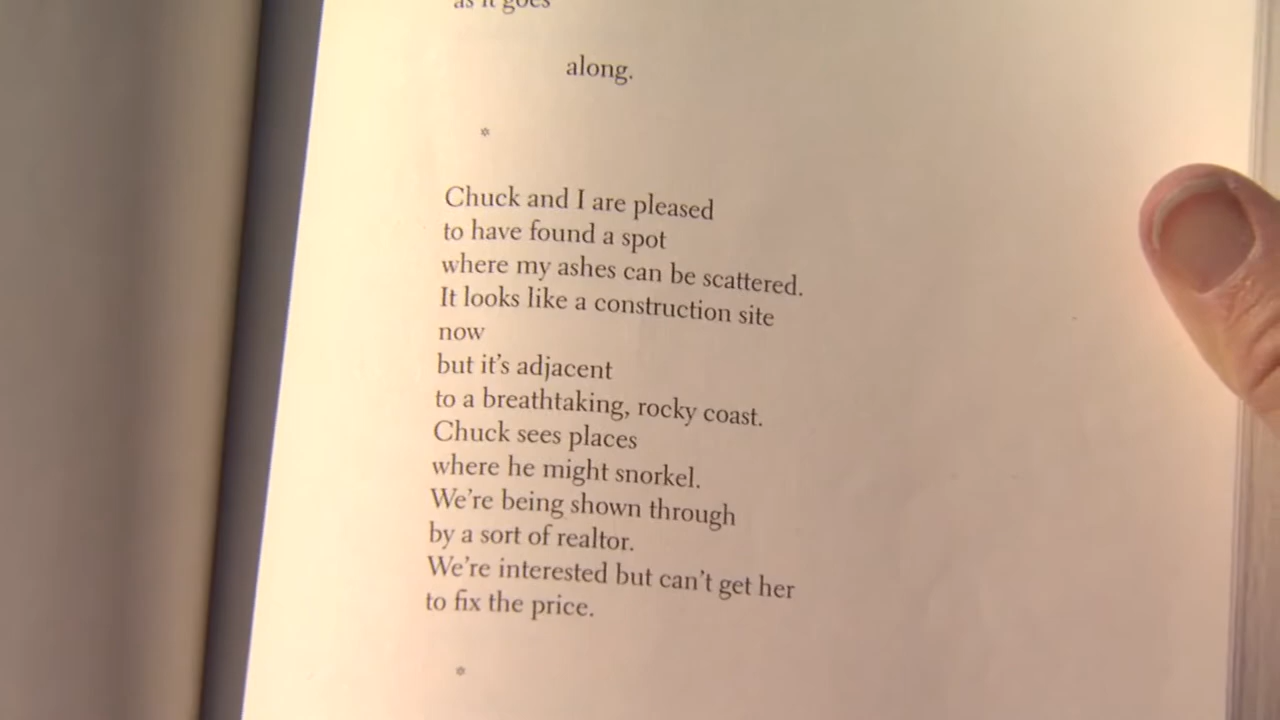 as it goes
along.
*
Chuck and I are pleased
to have found a spot
where my ashes can be scattered.
It looks like a construction site
now
but it's adjacent
to a breathtaking, rocky coast.
Chuck sees places
where he might snorkel.
We're being shown through
by a sort of realtor.
We're interested but can't get her
to fix the price.
*